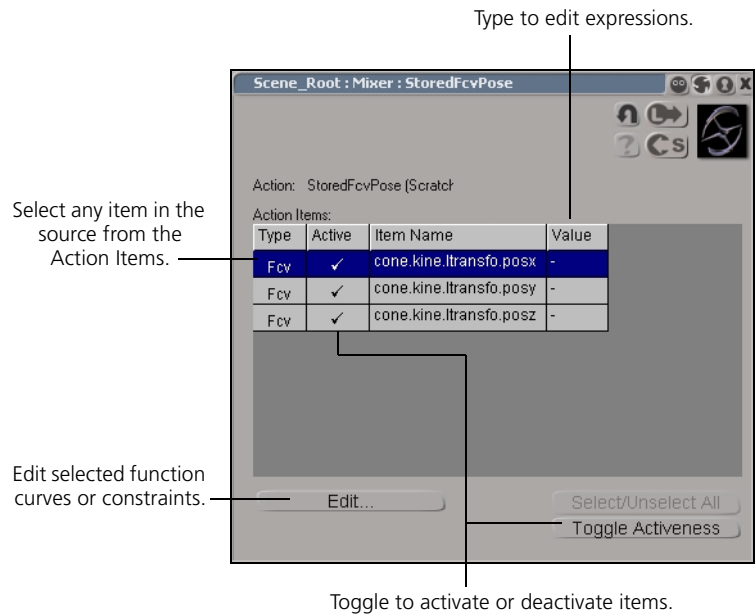 Type to edit expressions.
Scene_Root : Mixer : StoredFcvPose
Action: StoredFcvPose (Scratch
Select any item in the
source from the
Action Items.
Action Items:
Type Active Item Name Value
Fcv ✓ cone.kine.ltransfo.posx -
Fcv ✓ cone.kine.ltransfo.posy -
Fcv ✓ cone.kine.ltransfo.posz -
Edit selected function
curves or constraints.
Edit...
Select/Unselect All
Toggle Activeness
Toggle to activate or deactivate items.